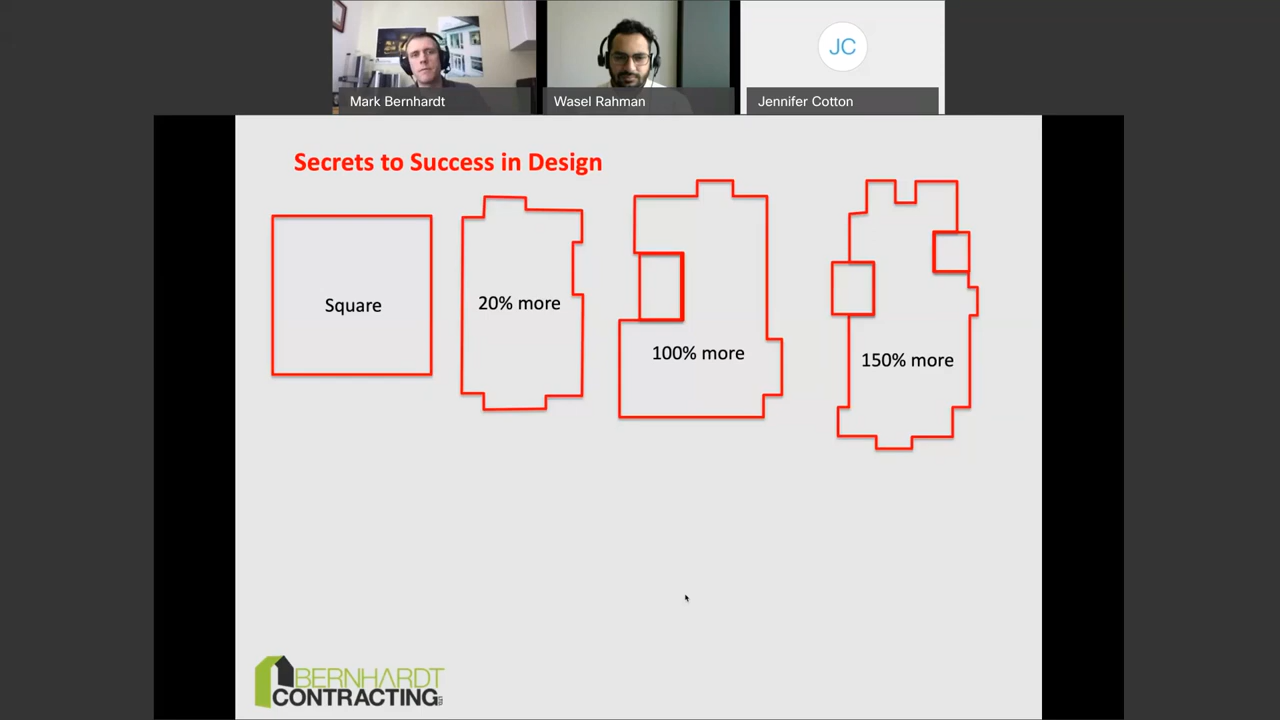 Mark Bernhardt
Wasel Rahman
JC
Jennifer Cotton
Secrets to Success in Design
Square
20% more
100% more
150% more
BERNHARDT
CONTRACTING LTD